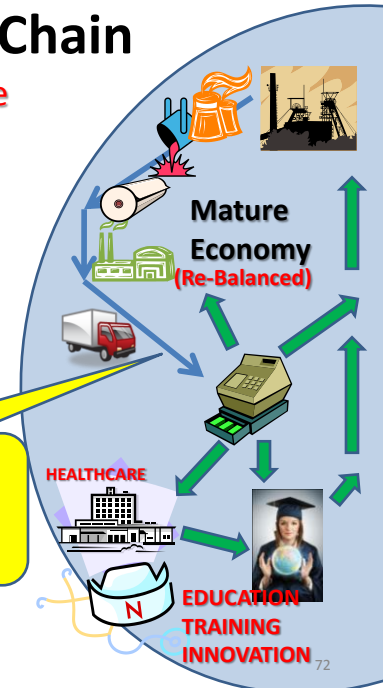 Chain
e
Mature
Economy
(Re-Balanced)
HEALTHCARE
N
EDUCATION
TRAINING
INNOVATION
72